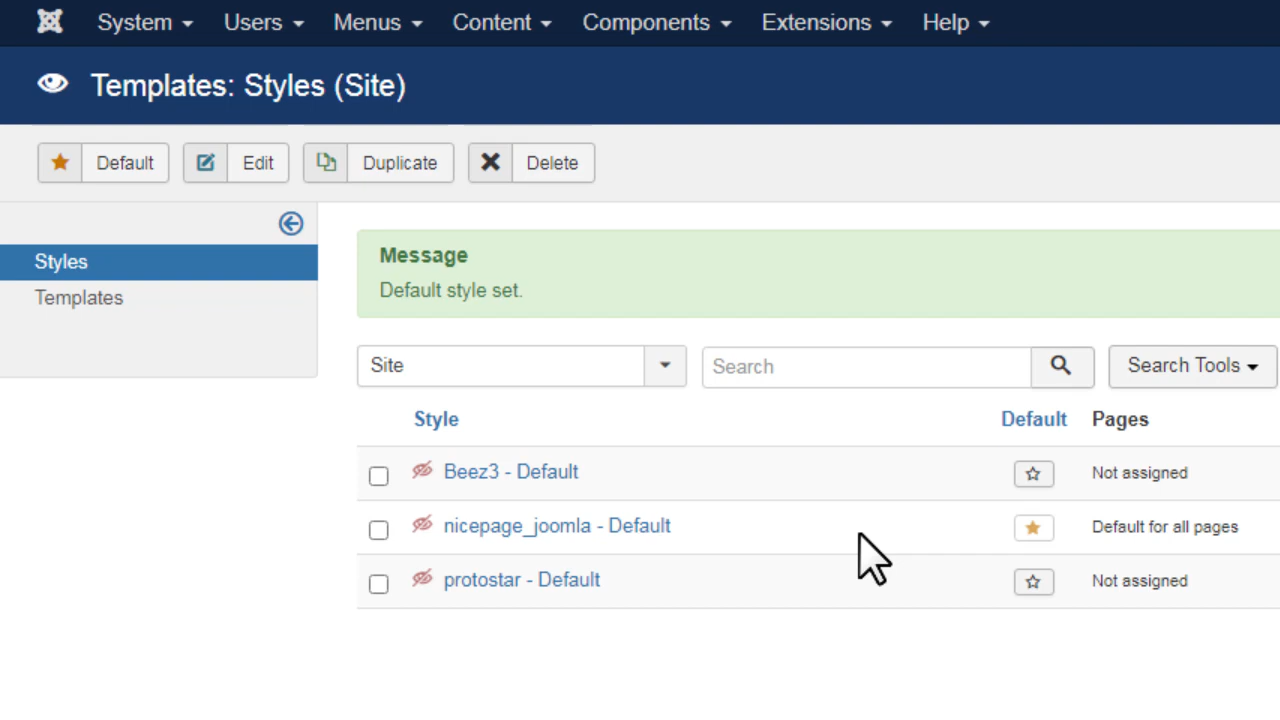 System Users Menus Content Components Extensions Help
Templates: Styles (Site)
Default Edit Duplicate Delete
Styles
Templates
Message
Default style set.
Site Search Search Tools
Style Default Pages
Beez3 - Default Not assigned
nicepage_joomla - Default Default for all pages
protostar - Default Not assigned